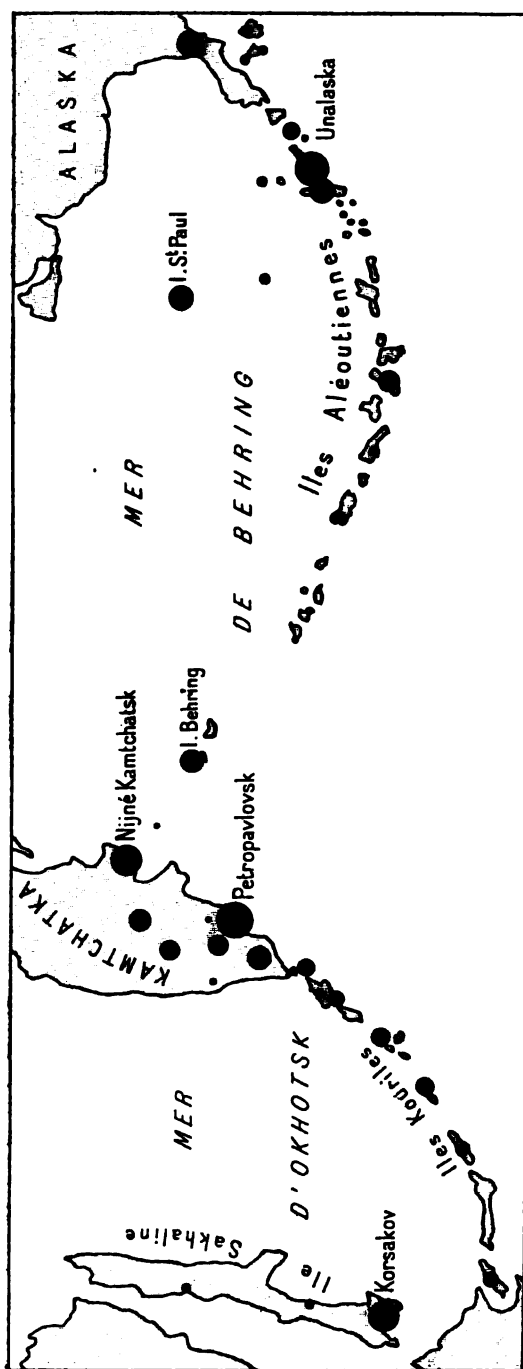 ALASKA
Unalaska
I. St Paul
Iles Aléoutiennes
MER
DE BEHRING
I. Behring
Nijné Kamtchatsk
Petropavlovsk
KAMTCHATKA
MER
D'OKHOTSK
Iles Kouriles
Ile Sakhaline
Korsakov